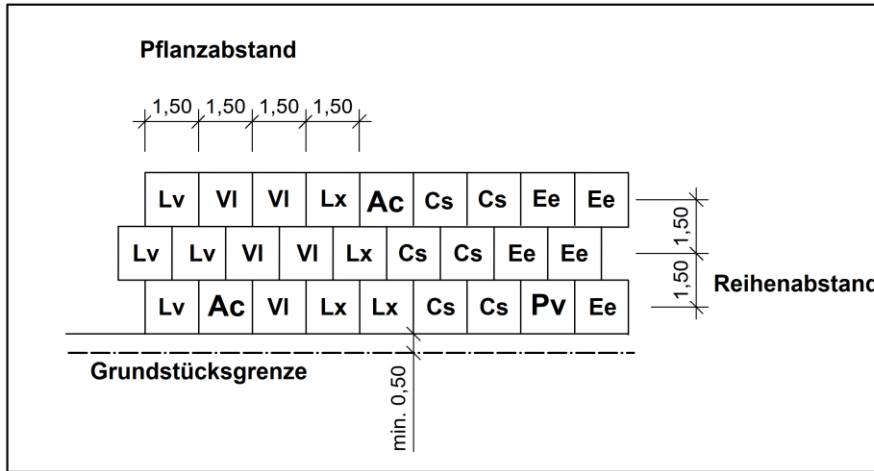 Pflanzabstand
1,50 1,50 1,50 1,50
Lv Vl Vl Lx Ac Cs Cs Ee Ee
Lv Lv Vl Vl Lx Cs Cs Ee Ee
Lv Ac Vl Lx Lx Cs Cs Pv Ee
1,50
1,50
Reihenabstand
Grundstücksgrenze
min. 0,50